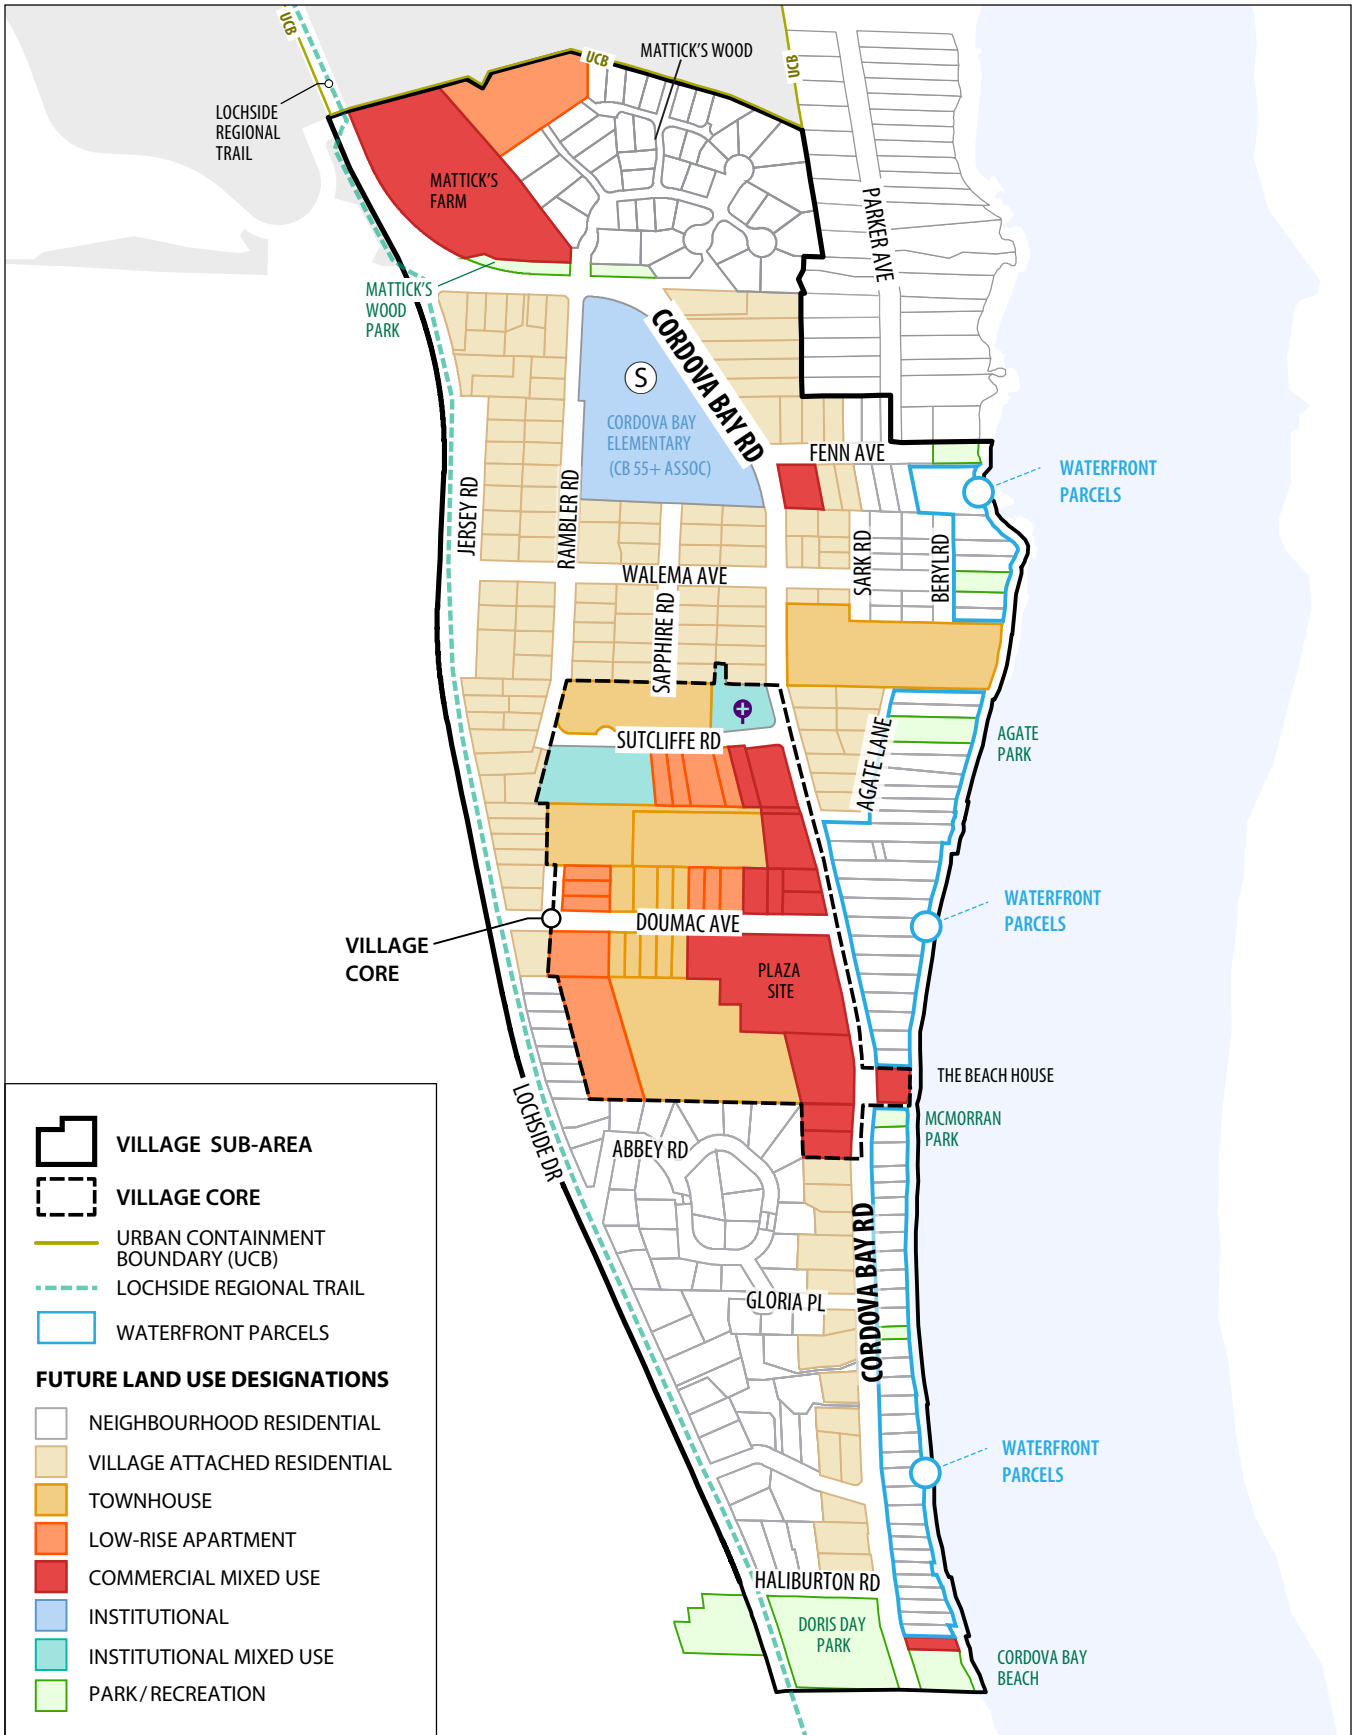 UCB
UCB
UCB
MATTICK'S WOOD
LOCHSIDE
REGIONAL
TRAIL
MATTICK'S
FARM
PARKER AVE
MATTICK'S
WOOD
PARK
CORDOVA BAY RD
S
CORDOVA BAY
ELEMENTARY
(CB 55+ ASSOC)
FENN AVE
WATERFRONT
PARCELS
JERSEY RD
RAMBLER RD
SARK RD
BERYL RD
WALEMA AVE
SAPPHIRE RD
SUTCLIFFE RD
AGATE LANE
AGATE
PARK
WATERFRONT
PARCELS
DOUMAC AVE
VILLAGE
CORE
PLAZA
SITE
THE BEACH HOUSE
MCMORRAN
PARK
LOCHSIDE DR
ABBEY RD
CORDOVA BAY RD
GLORIA PL
WATERFRONT
PARCELS
HALIBURTON RD
DORIS DAY
PARK
CORDOVA BAY
BEACH
VILLAGE SUB-AREA
VILLAGE CORE
URBAN CONTAINMENT
BOUNDARY (UCB)
LOCHSIDE REGIONAL TRAIL
WATERFRONT PARCELS
FUTURE LAND USE DESIGNATIONS
NEIGHBOURHOOD RESIDENTIAL
VILLAGE ATTACHED RESIDENTIAL
TOWNHOUSE
LOW-RISE APARTMENT
COMMERCIAL MIXED USE
INSTITUTIONAL
INSTITUTIONAL MIXED USE
PARK/RECREATION